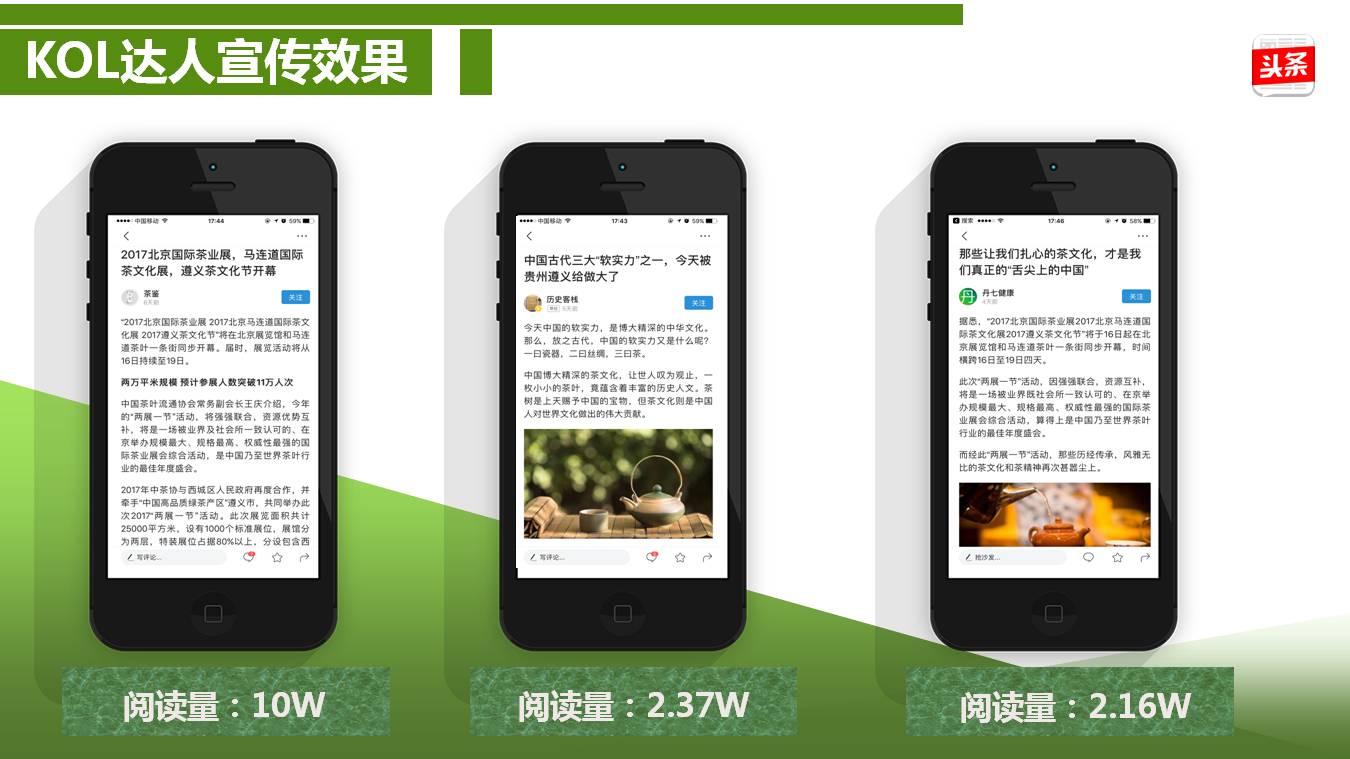 KOL达人宣传效果
头条
中国移动
17:44
59%
2017北京国际茶业展，马连道国际
茶文化展，遵义茶文化节开幕
茶鉴
6天前
关注
“2017北京国际茶业展 2017北京马连道国际茶文
化展 2017遵义茶文化节”将在北京展览馆和马连
道茶叶一条街同步开幕。届时，展览活动将从
16日持续至19日。
两万平米规模 预计参展人数突破11万人次
中国茶叶流通协会常务副会长王庆介绍，今年
的“两展一节”活动，将强强联合，资源优势互
补，将是一场被业界及社会所一致认可的、在
京举办规模最大、规格最高、权威性最强的国
际茶业展会综合活动，是中国乃至世界茶叶行
业的最佳年度盛会。
2017年中茶协与西城区人民政府再度合作，并
牵手“中国高品质绿茶产区”遵义市，共同举办此
次2017“两展一节”活动。此次展览面积共计
25000平方米，设有1000个标准展位，展馆分
为两层，特装展位占据80%以上，分设包含西
写评论...
阅读量：10W
中国移动
17:43
59%
中国古代三大“软实力”之一，今天被
贵州遵义给做大了
历史客栈
5天前
关注
今天中国的软实力，是博大精深的中华文化。
那么，放之古代，中国的软实力又是什么呢?
一曰瓷器，二曰丝绸，三曰茶。
中国博大精深的茶文化，让世人叹为观止，一
枚小小的茶叶，竟蕴含着丰富的历史人文。茶
树是上天赐予中国的宝物，但茶文化则是中国
人对世界文化做出的伟大贡献。
写评论...
阅读量：2.37W
搜索
17:46
58%
那些让我们扎心的茶文化，才是我
们真正的“舌尖上的中国”
丹
丹七健康
4天前
关注
据悉，“2017北京国际茶业展2017北京马连道国
际茶文化展2017遵义茶文化节”将于16日起在北
京展览馆和马连道茶叶一条街同步开幕，时间
横跨16日至19日四天。
此次“两展一节”活动，因强强联合，资源互补，
将是一场被业界既社会所一致认可的、在京举
办规模最大、规格最高、权威性最强的国际茶
业展会综合活动，算得上是中国乃至世界茶叶
行业的最佳年度盛会。
而经此“两展一节”活动，那些历经传承，风雅无
比的茶文化和茶精神再次甚嚣尘上。
抢沙发...
阅读量：2.16W